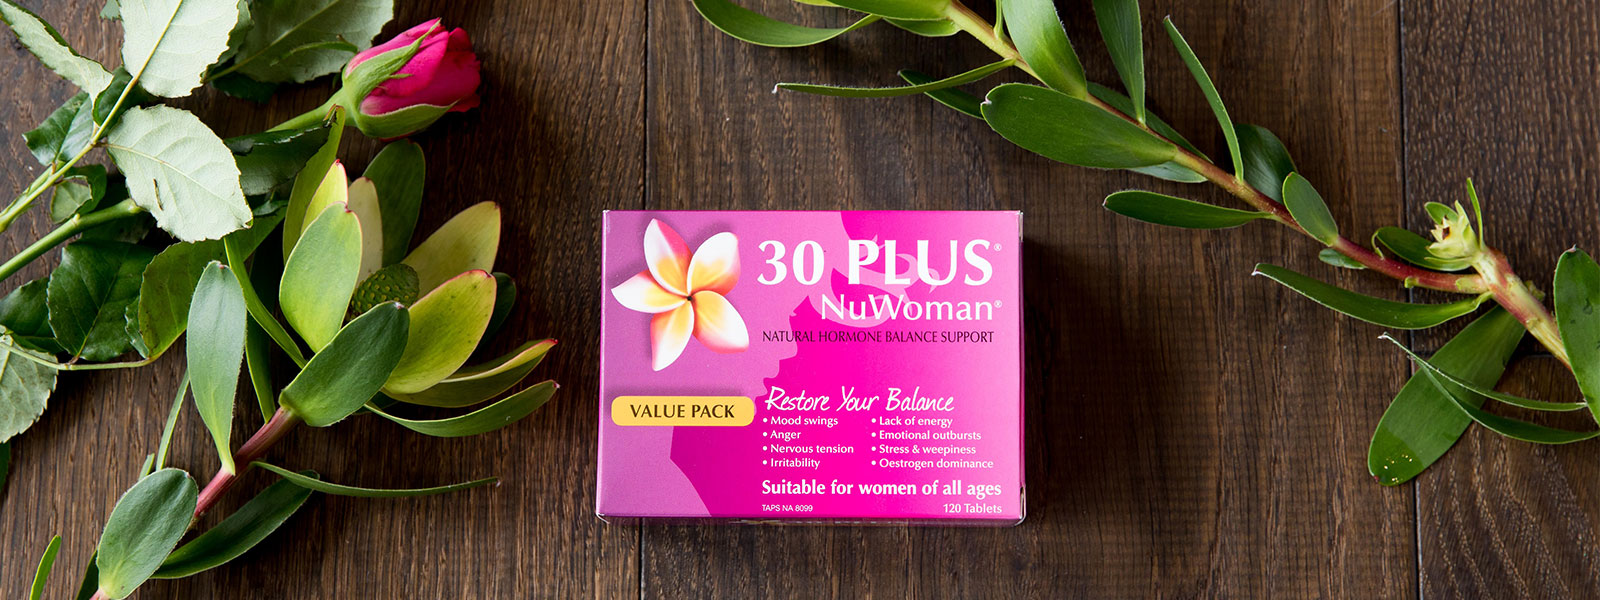 30 PLUS®
NuWoman®
NATURAL HORMONE BALANCE SUPPORT
VALUE PACK
Restore Your Balance
• Mood swings
• Anger
• Nervous tension
• Irritability
• Lack of energy
• Emotional outbursts
• Stress & weepiness
• Oestrogen dominance
Suitable for women of all ages
TAPS NA 8099
120 Tablets